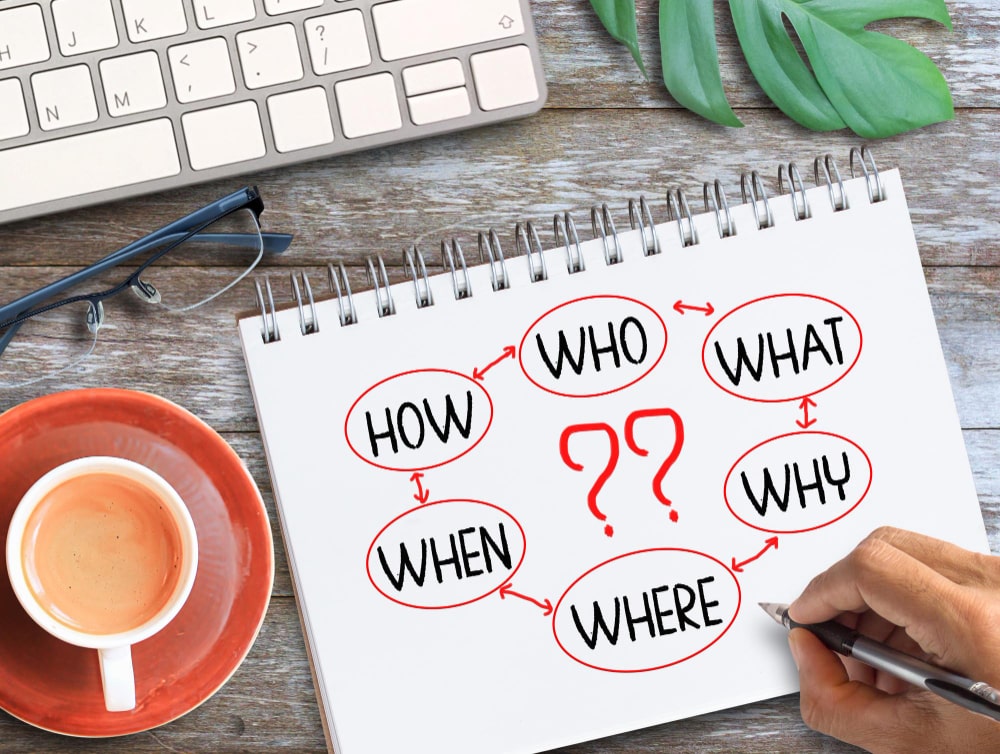 H J K L
N M < , > . ? /
WHO
WHAT
HOW
WHY
??
WHEN
WHERE